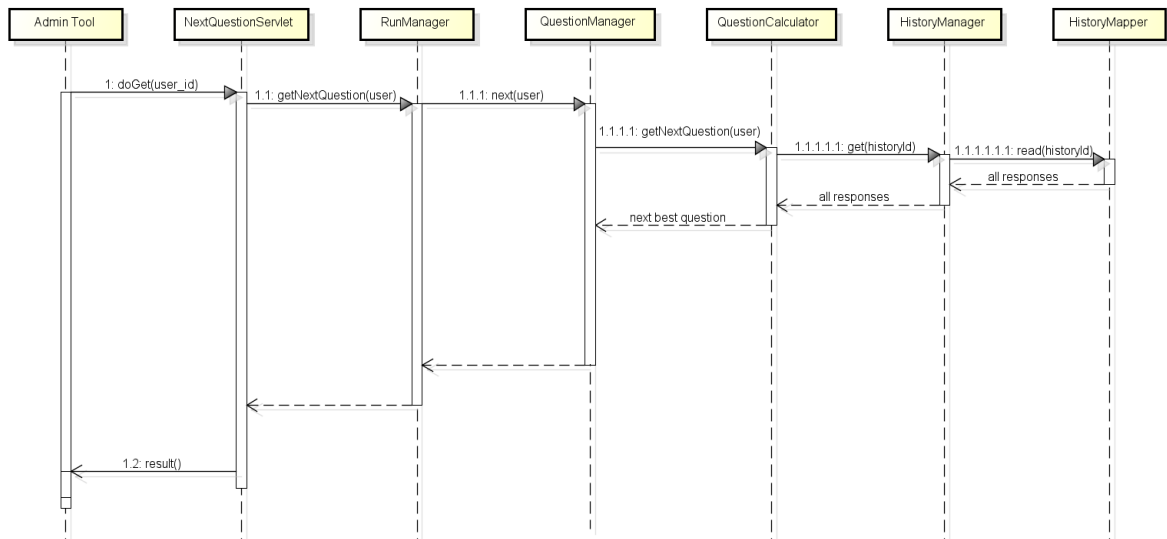 Admin Tool
NextQuestionServlet
RunManager
QuestionManager
QuestionCalculator
HistoryManager
HistoryMapper
1: doGet(user_id)
1.1: getNextQuestion(user)
1.1.1: next(user)
1.1.1.1: getNextQuestion(user)
1.1.1.1.1: get(historyId)
1.1.1.1.1.1: read(historyId)
all responses
all responses
next best question
1.2: result()